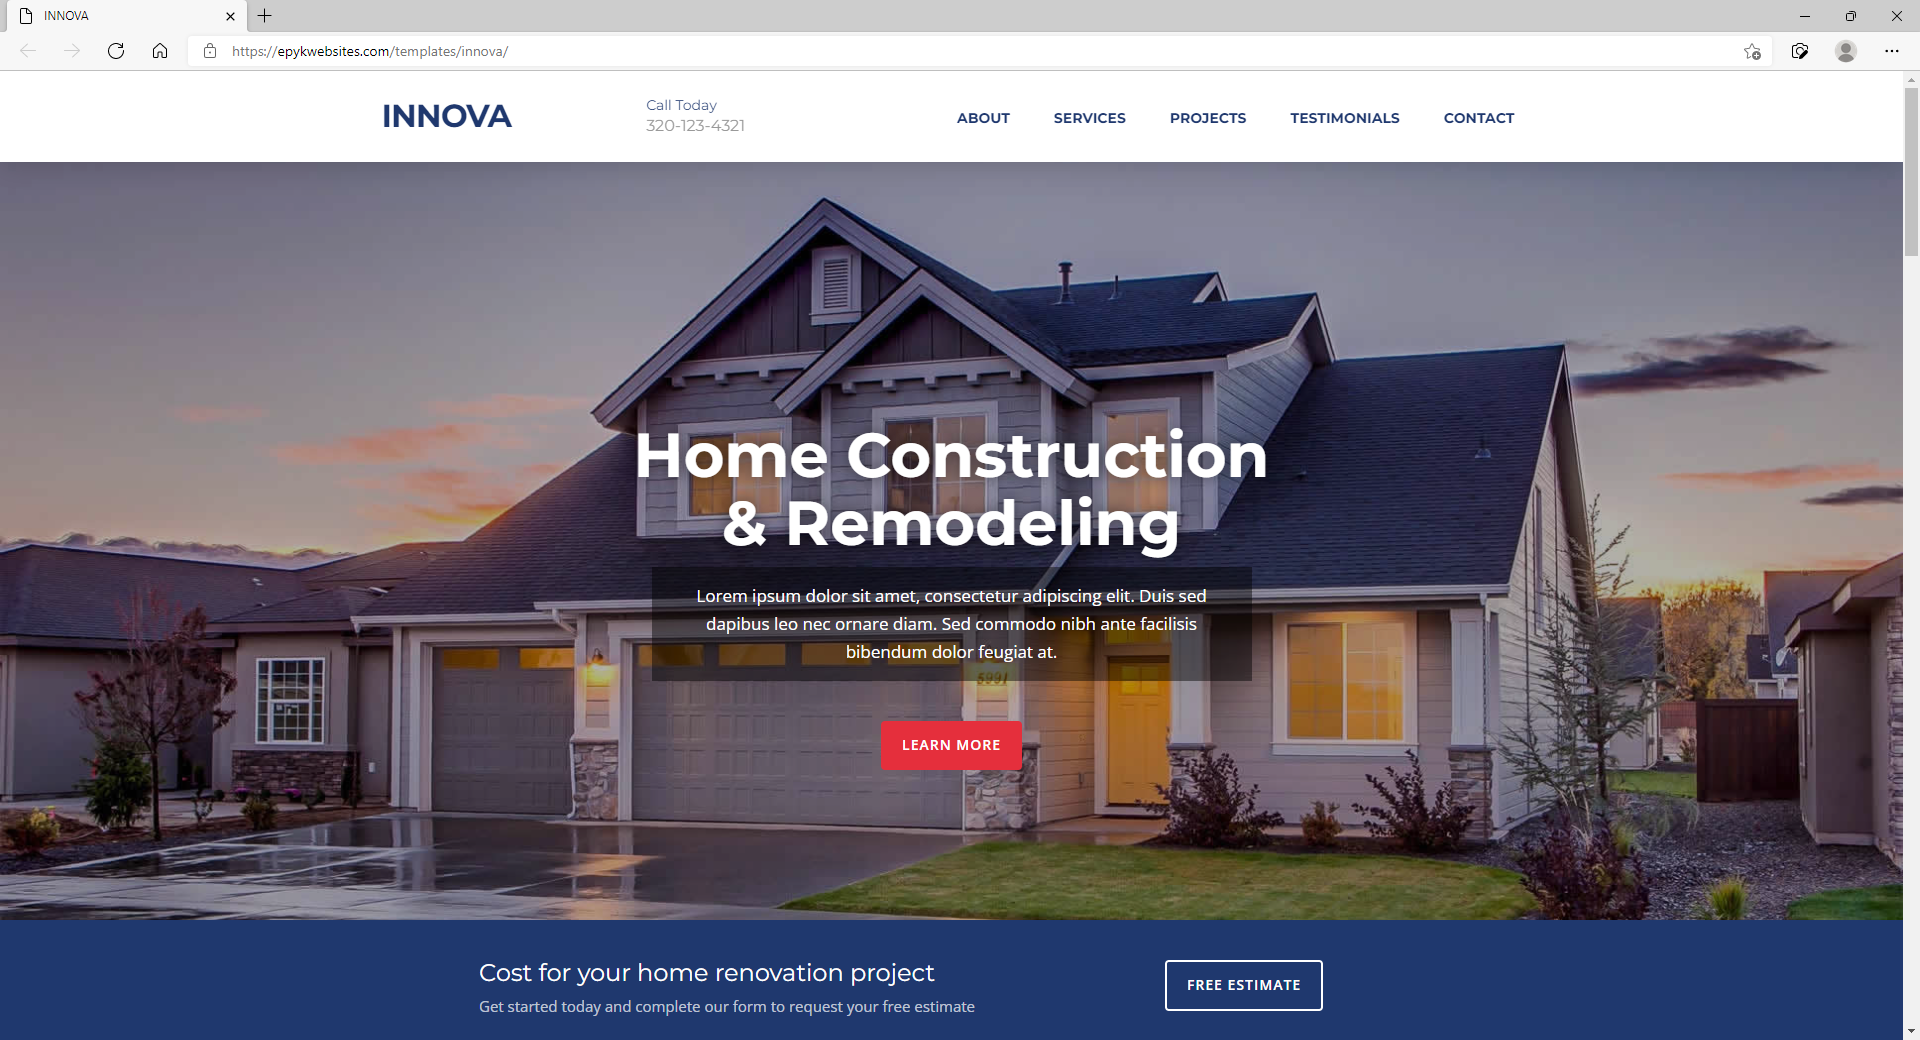 INNOVA
https://epykwebsites.com/templates/innova/
INNOVA
Call Today
320-123-4321
ABOUT
SERVICES
PROJECTS
TESTIMONIALS
CONTACT
Home Construction
& Remodeling
Lorem ipsum dolor sit amet, consectetur adipiscing elit. Duis sed
dapibus leo nec ornare diam. Sed commodo nibh ante facilisis
bibendum dolor feugiat at.
5991
LEARN MORE
Cost for your home renovation project
Get started today and complete our form to request your free estimate
FREE ESTIMATE